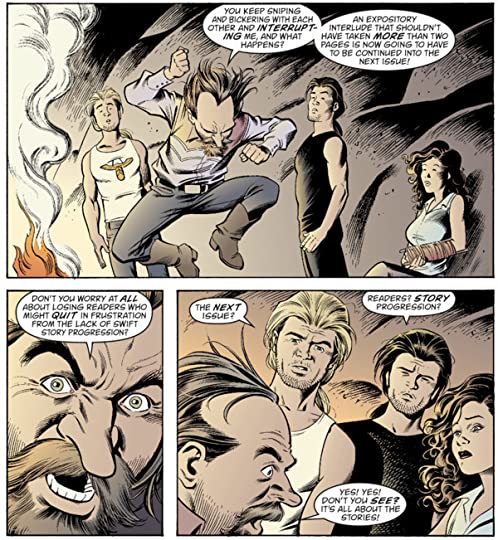 YOU KEEP SNIPING
AND BICKERING WITH EACH
OTHER AND INTERRUPT-
ING ME, AND WHAT
HAPPENS?
AN EXPOSITORY
INTERLUDE THAT SHOULDN'T
HAVE TAKEN MORE THAN TWO
PAGES IS NOW GOING TO HAVE
TO BE CONTINUED INTO THE
NEXT ISSUE!
DON'T YOU WORRY AT ALL
ABOUT LOSING READERS WHO
MIGHT QUIT IN FRUSTRATION
FROM THE LACK OF SWIFT
STORY PROGRESSION?
THE NEXT
ISSUE?
READERS? STORY
PROGRESSION?
YES! YES!
DON'T YOU SEE?
IT'S ALL ABOUT THE
STORIES!